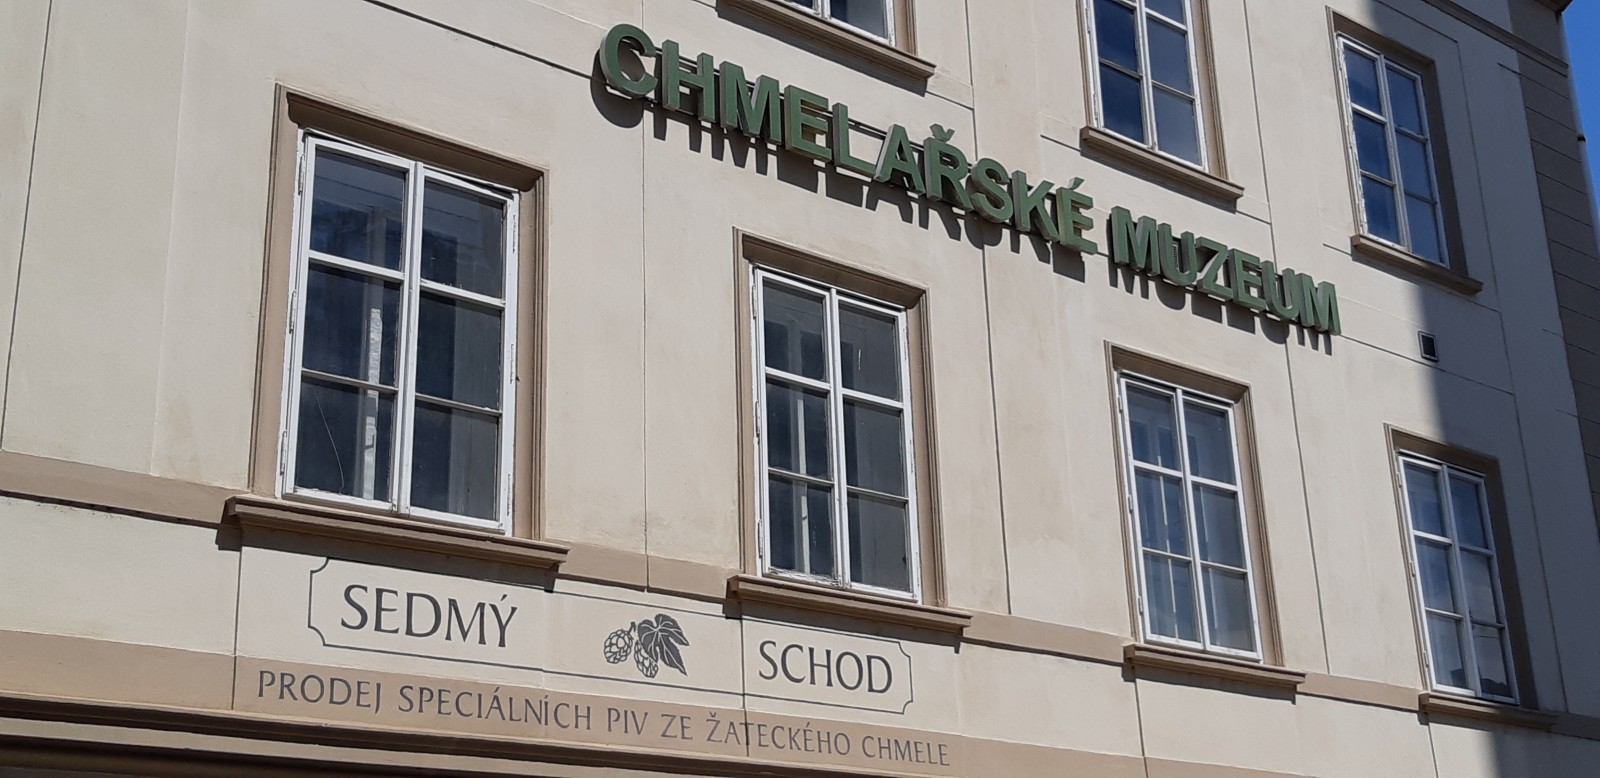 CHMELAŘSKÉ MUZEUM
SEDMÝ SCHOD
PRODEJ SPECIÁLNÍCH PIV ZE ŽATECKÉHO CHMELE